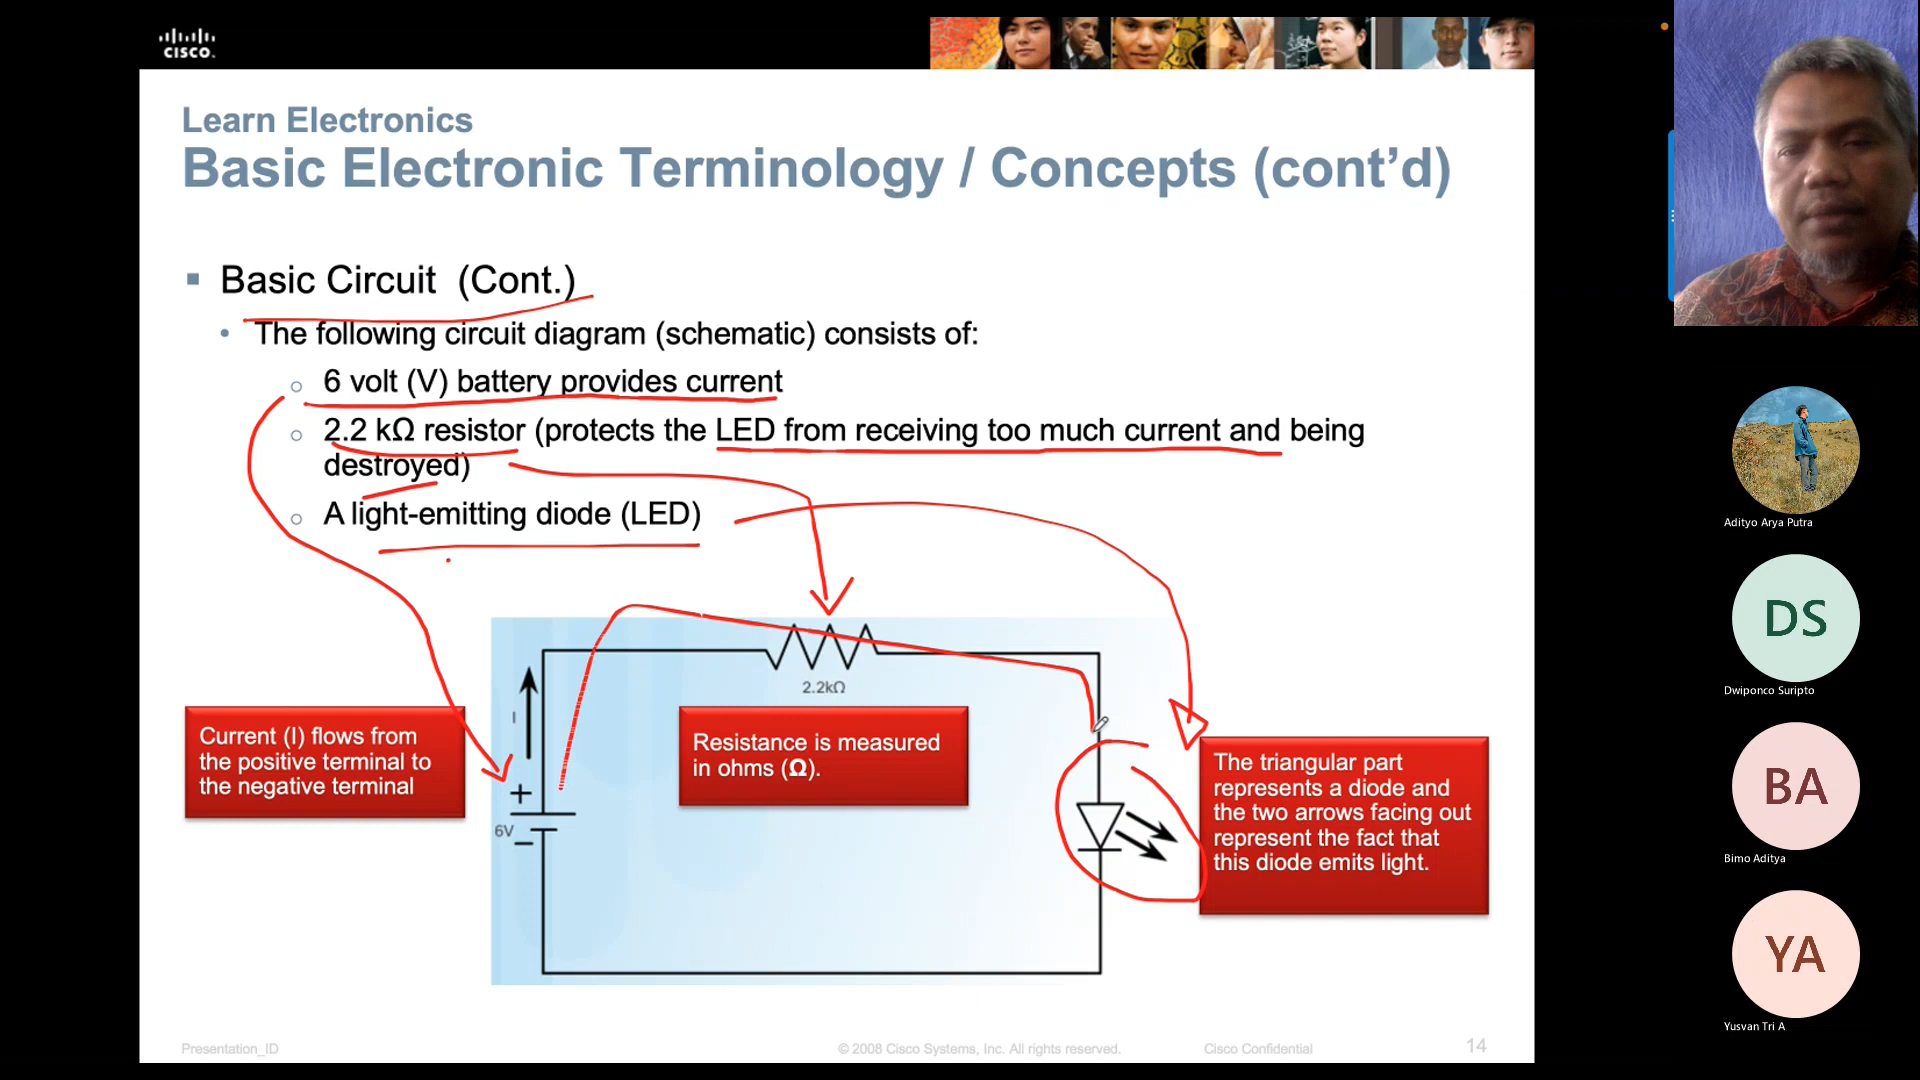 CISCO.
Learn Electronics
Basic Electronic Terminology / Concepts (cont’d)
Basic Circuit (Cont.)
The following circuit diagram (schematic) consists of:
6 volt (V) battery provides current
2.2 kΩ resistor (protects the LED from receiving too much current and being
destroyed)
A light-emitting diode (LED)
2.2kΩ
I
+
6V
−
Current (I) flows from
the positive terminal to
the negative terminal
Resistance is measured
in ohms (Ω).
The triangular part
represents a diode and
the two arrows facing out
represent the fact that
this diode emits light.
Presentation_ID
© 2008 Cisco Systems, Inc. All rights reserved.
Cisco Confidential
14
Adityo Arya Putra
DS
Dwiponco Suripto
BA
Bimo Aditya
YA
Yusvan Tri A